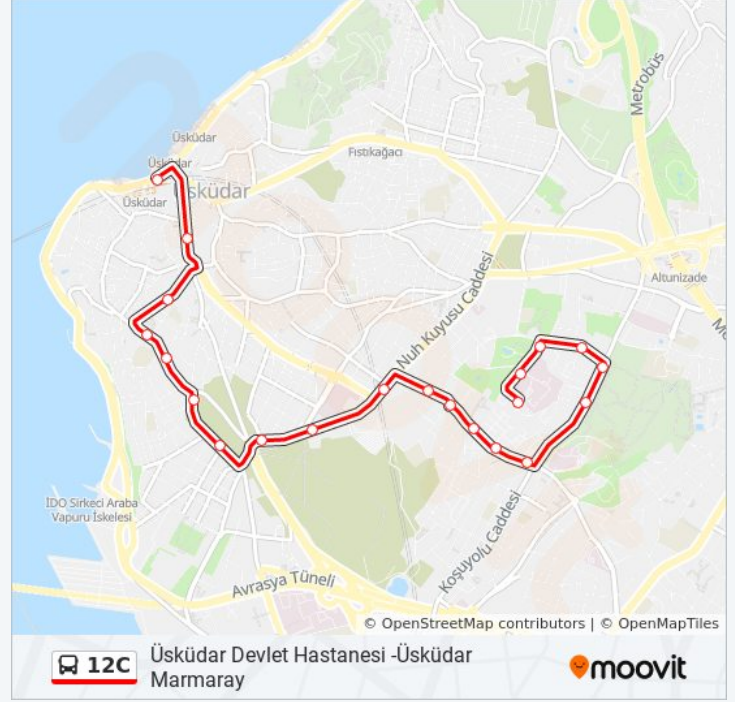 Metrobüs
Üsküdar
Fıstıkağacı
Üsküdar
Üsküdar
Üsküdar
Nuh Kuyusu Caddesi
Altunizade
İDO Sirkeci Araba
Vapuru İskelesi
Koşuyolu Caddesi
Avrasya Tüneli
© OpenStreetMap contributors | © OpenMapTiles
12C
Üsküdar Devlet Hastanesi -Üsküdar
Marmaray
moovit